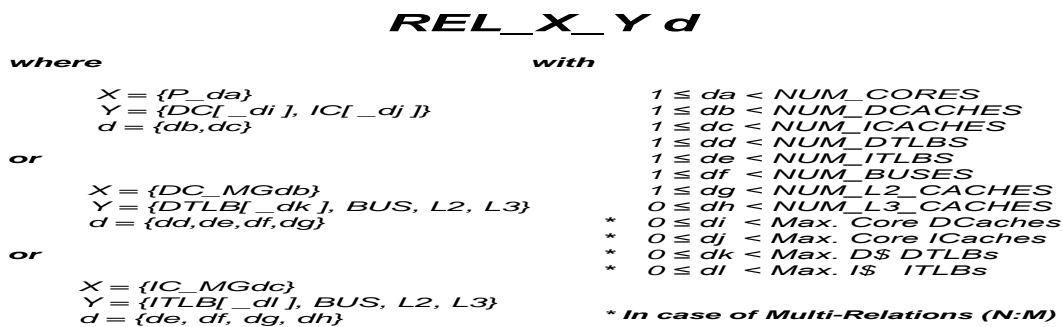 REL_X_Y d
where
X = {P_da}
Y = {DC[ _di ], IC[ _dj ]}
d = {db,dc}
or
X = {DC_MGdb}
Y = {DTLB[ _dk ], BUS, L2, L3}
d = {dd,de,df,dg}
or
X = {IC_MGdc}
Y = {ITLB[ _dl ], BUS, L2, L3}
d = {de, df, dg, dh}
with
1 ≤ da < NUM_CORES
1 ≤ db < NUM_DCACHES
1 ≤ dc < NUM_ICACHES
1 ≤ dd < NUM_DTLBS
1 ≤ de < NUM_ITLBS
1 ≤ df < NUM_BUSES
1 ≤ dg < NUM_L2_CACHES
0 ≤ dh < NUM_L3_CACHES
* 0 ≤ di < Max. Core DCaches
* 0 ≤ dj < Max. Core ICaches
* 0 ≤ dk < Max. D$ DTLBs
* 0 ≤ dl < Max. I$ ITLBs
* In case of Multi-Relations (N:M)